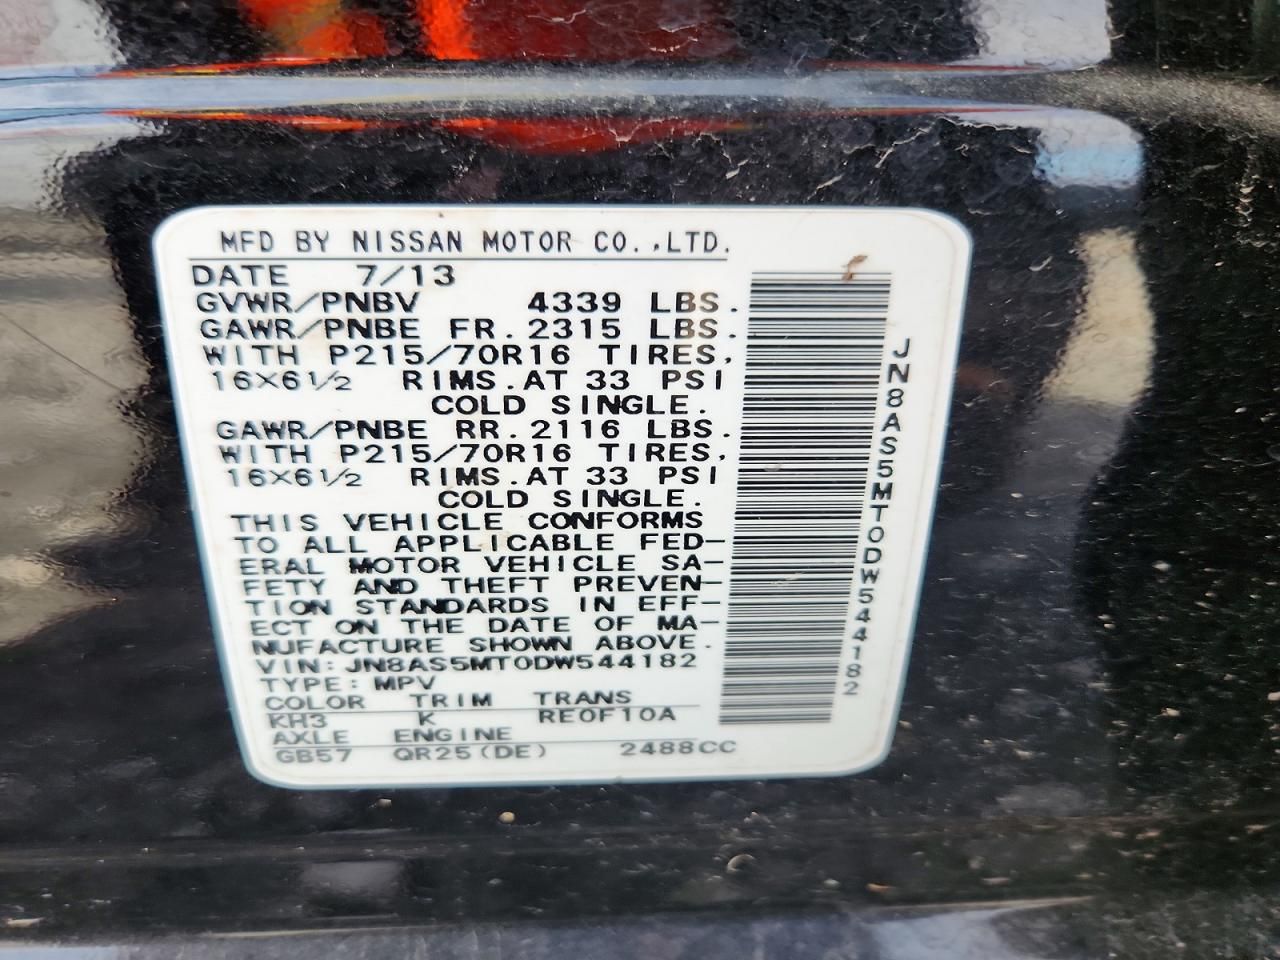 MFD BY NISSAN MOTOR CO.,LTD.
DATE 7/13
GVWR/PNBV 4339 LBS.
GAWR/PNBE FR. 2315 LBS.
WITH P215/70R16 TIRES,
16X6½ RIMS.AT 33 PSI
COLD SINGLE.
GAWR/PNBE RR. 2116 LBS.
WITH P215/70R16 TIRES,
16X6½ RIMS.AT 33 PSI
COLD SINGLE.
THIS VEHICLE CONFORMS
TO ALL APPLICABLE FED-
ERAL MOTOR VEHICLE SA-
FETY AND THEFT PREVEN-
TION STANDARDS IN EFF-
ECT ON THE DATE OF MA-
NUFACTURE SHOWN ABOVE.
VIN: JN8AS5MT0DW544182
TYPE: MPV
COLOR TRIM TRANS
KH3 K RE0F10A
AXLE ENGINE
GB57 QR25(DE) 2488CC
JN8AS5MT0DW544182